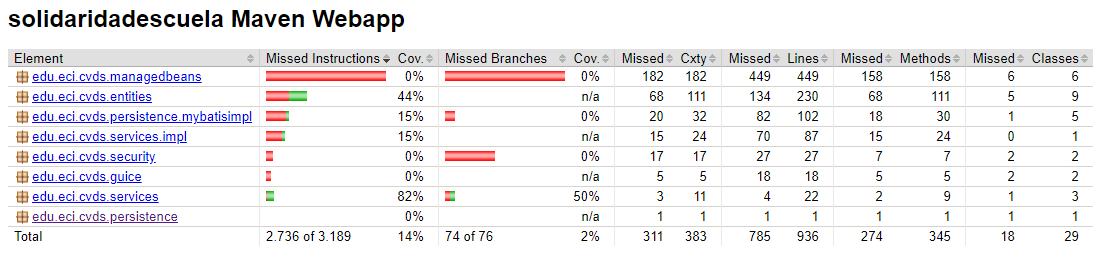 solidaridadescuela Maven Webapp
Element Missed Instructions Cov. Missed Branches Cov. Missed Cxty Missed Lines Missed Methods Missed Classes
edu.eci.cvds.managedbeans 0% 0% 182 182 449 449 158 158 6 6
edu.eci.cvds.entities 44% n/a 68 111 134 230 68 111 5 9
edu.eci.cvds.persistence.mybatisimpl 15% 0% 20 32 82 102 18 30 1 5
edu.eci.cvds.services.impl 15% n/a 15 24 70 87 15 24 0 1
edu.eci.cvds.security 0% 0% 17 17 27 27 7 7 2 2
edu.eci.cvds.guice 0% n/a 5 5 18 18 5 5 2 2
edu.eci.cvds.services 82% 50% 3 11 4 22 2 9 1 3
edu.eci.cvds.persistence 0% n/a 1 1 1 1 1 1 1 1
Total 2.736 of 3.189 14% 74 of 76 2% 311 383 785 936 274 345 18 29